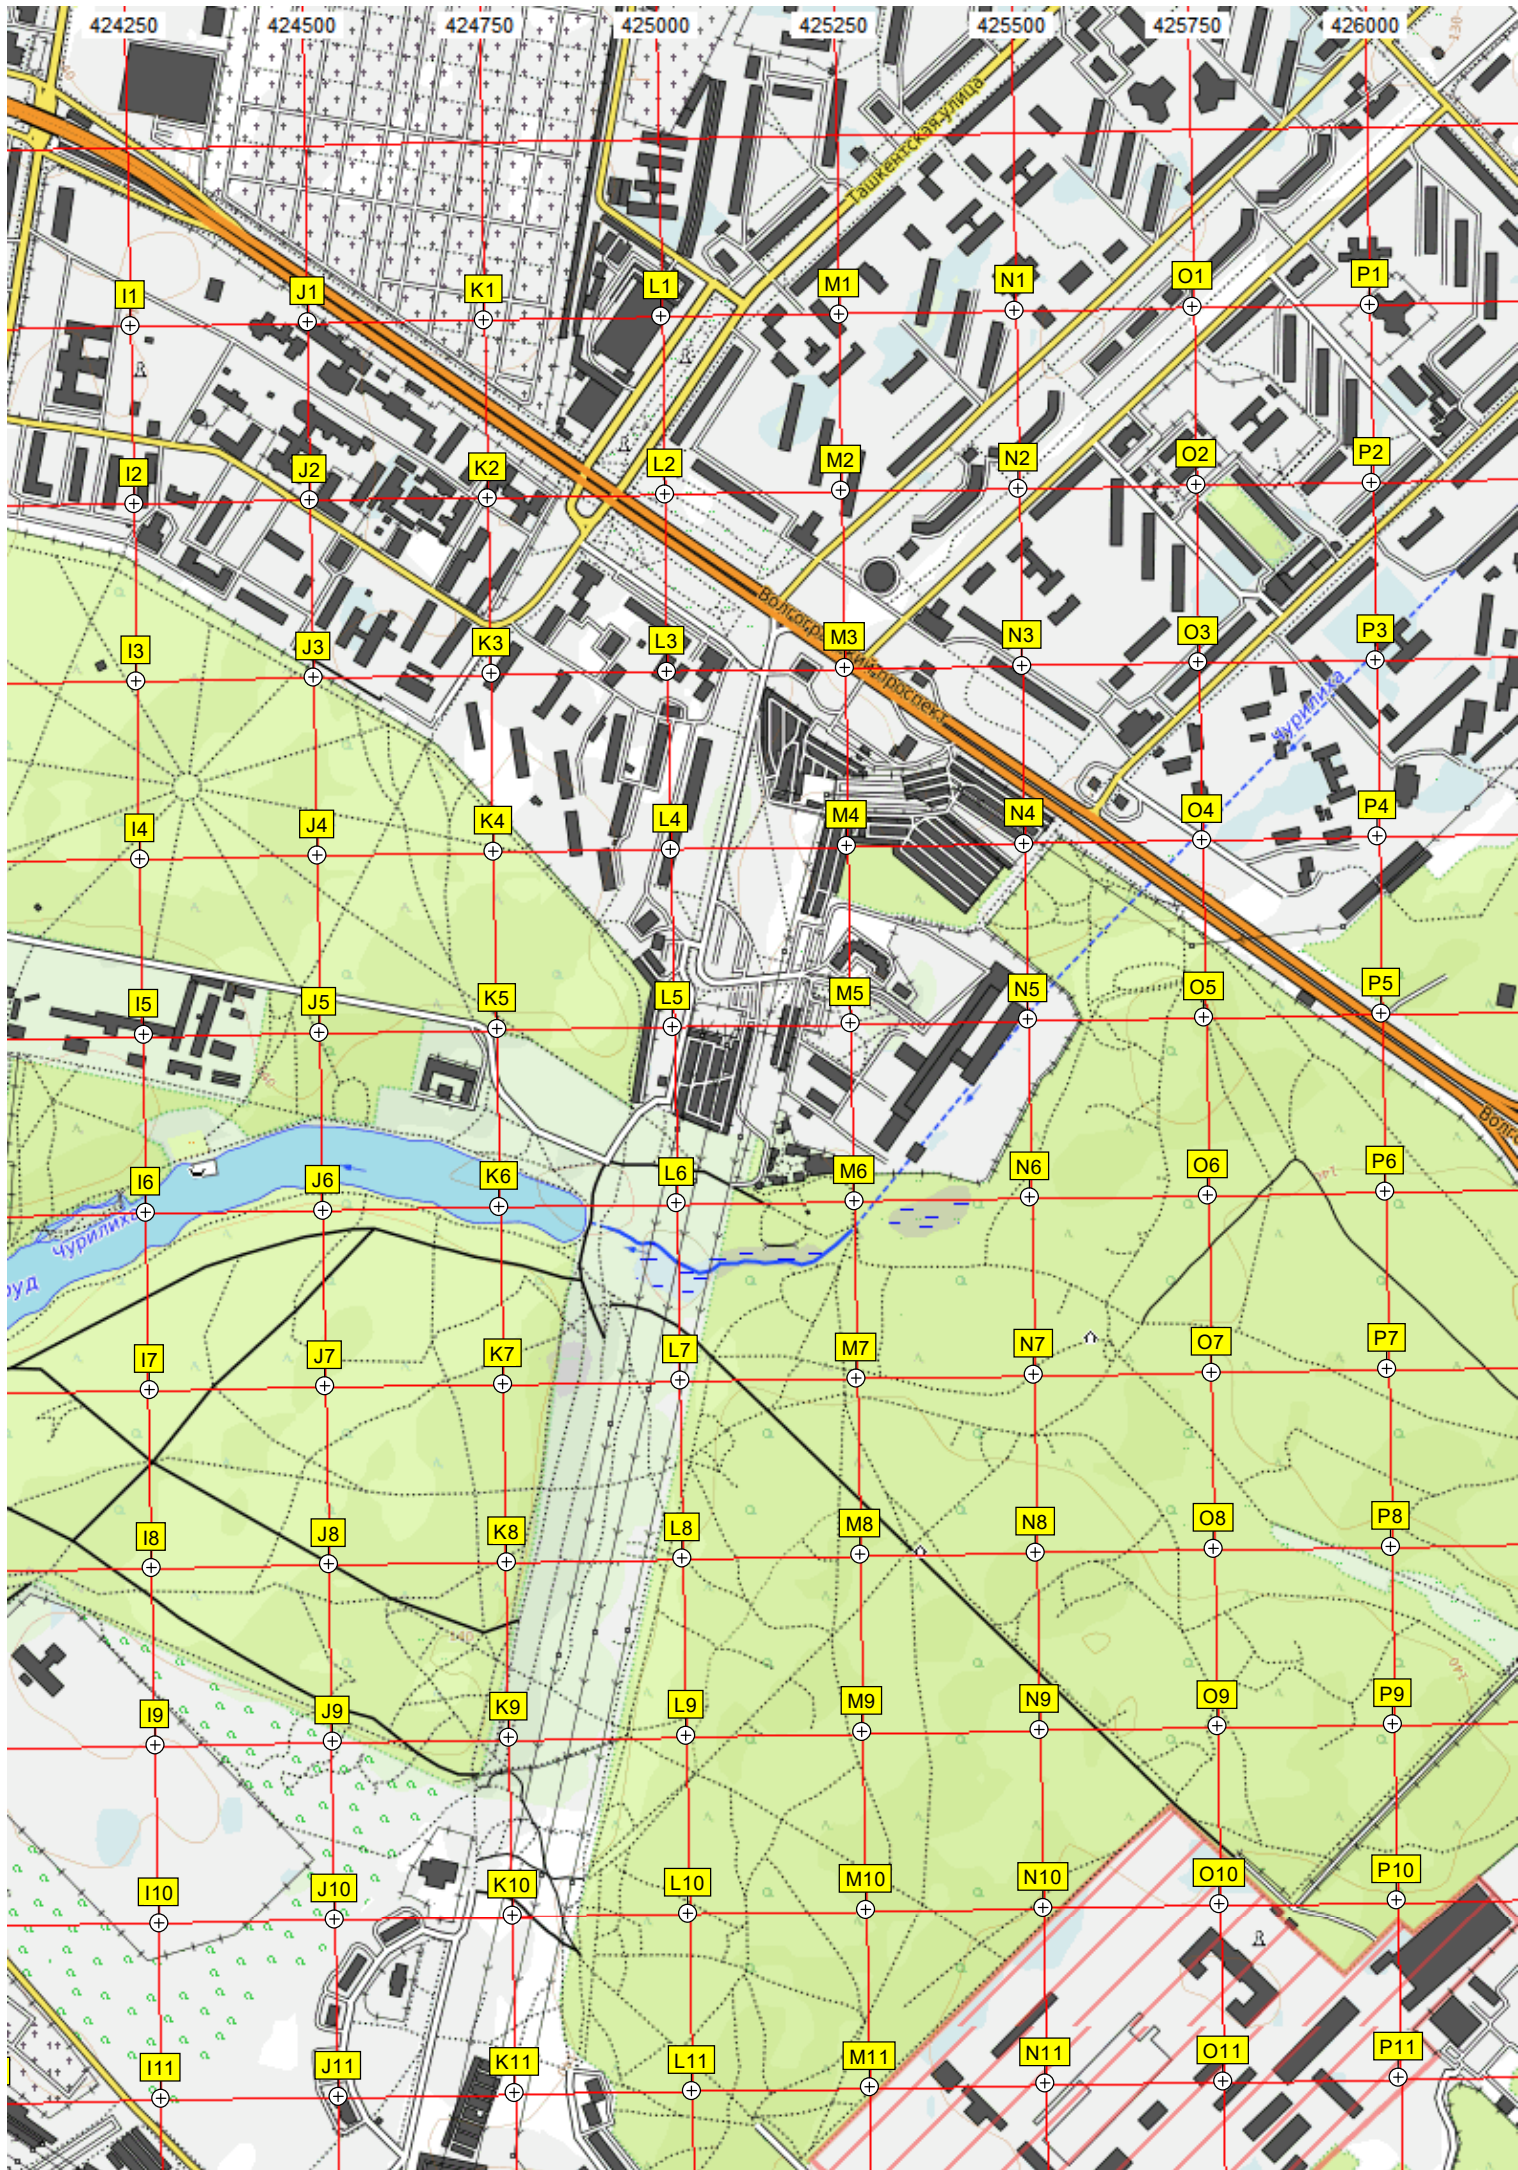 424250 424500 424750 425000 425250 425500 425750 426000
130
Ташкентская улица
I1 J1 K1 L1 M1 N1 O1 P1
I2 J2 K2 L2 M2 N2 O2 P2
Волгоградский проспект
I3 J3 K3 L3 M3 N3 O3 P3
Чурилиха
I4 J4 K4 L4 M4 N4 O4 P4
I5 J5 K5 L5 M5 N5 O5 P5
140
I6 J6 K6 L6 M6 N6 O6 P6
140
Чурилиха
I7 J7 K7 L7 M7 N7 O7 P7
I8 J8 K8 L8 M8 N8 O8 P8
140
140
I9 J9 K9 L9 M9 N9 O9 P9
I10 J10 K10 L10 M10 N10 O10 P10
I11 J11 K11 L11 M11 N11 O11 P11